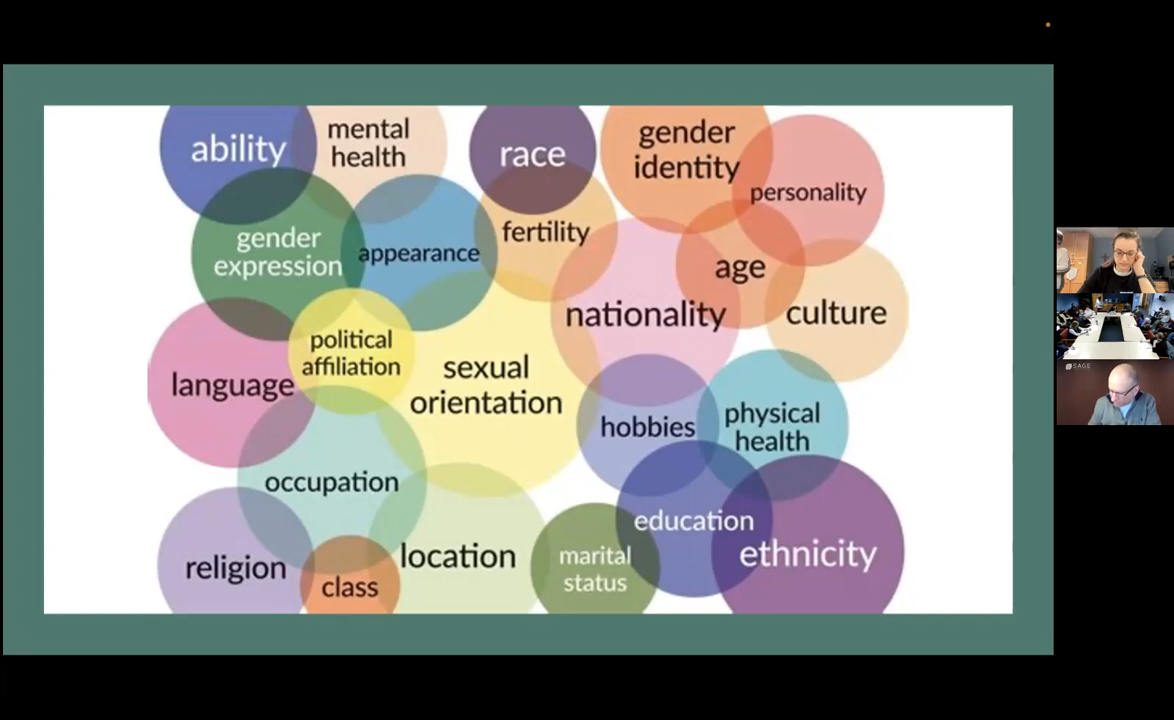 ability
mental
health
race
gender
identity
personality
gender
expression
appearance
fertility
age
nationality
culture
political
affiliation
language
sexual
orientation
hobbies
physical
health
occupation
education
religion
class
location
marital
status
ethnicity
SAGE